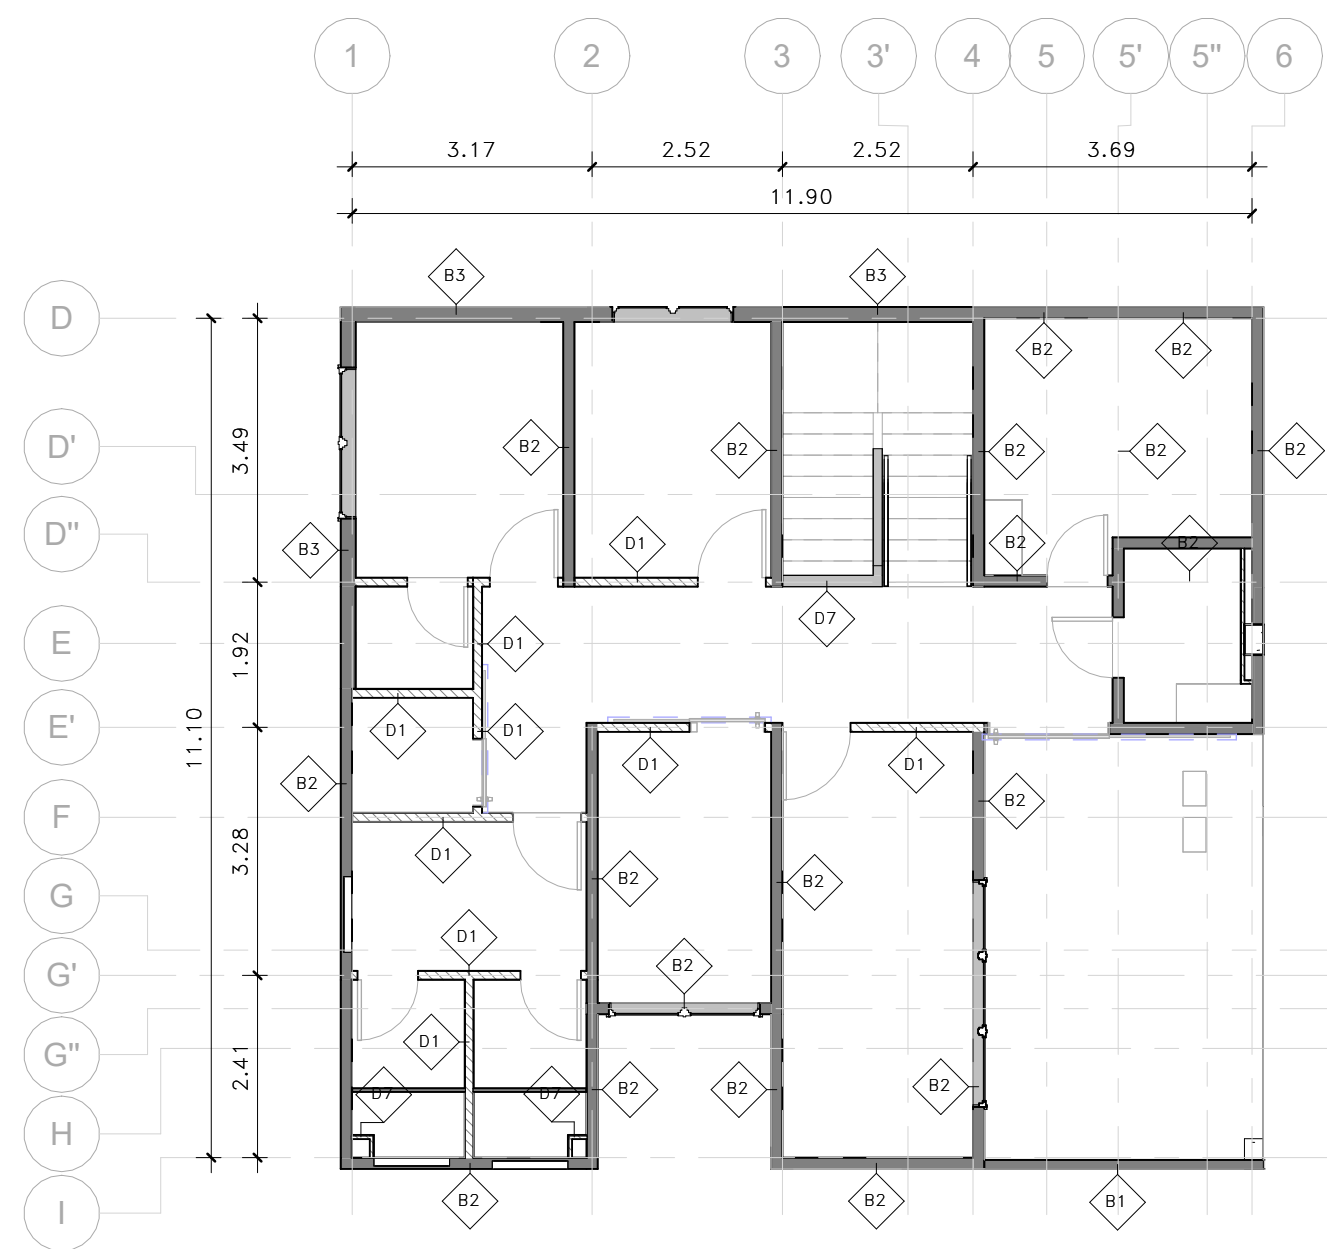 1 2 3 3' 4 5 5' 5" 6
3.17 2.52 2.52 3.69
11.90
B3 B3
D
B2 B2
D' 3.49 B2 B2 B2 B2 B2
D" B3 D1 B2 B2
D7
E 1.92 D1
E' 11.10 D1 D1 D1 D1
B2 B2
F 3.28 D1
G B2 B2
D1
G' B2
G" 2.41 D1
B2 B2 B2
D7 D7
H
I B2 B2 B1